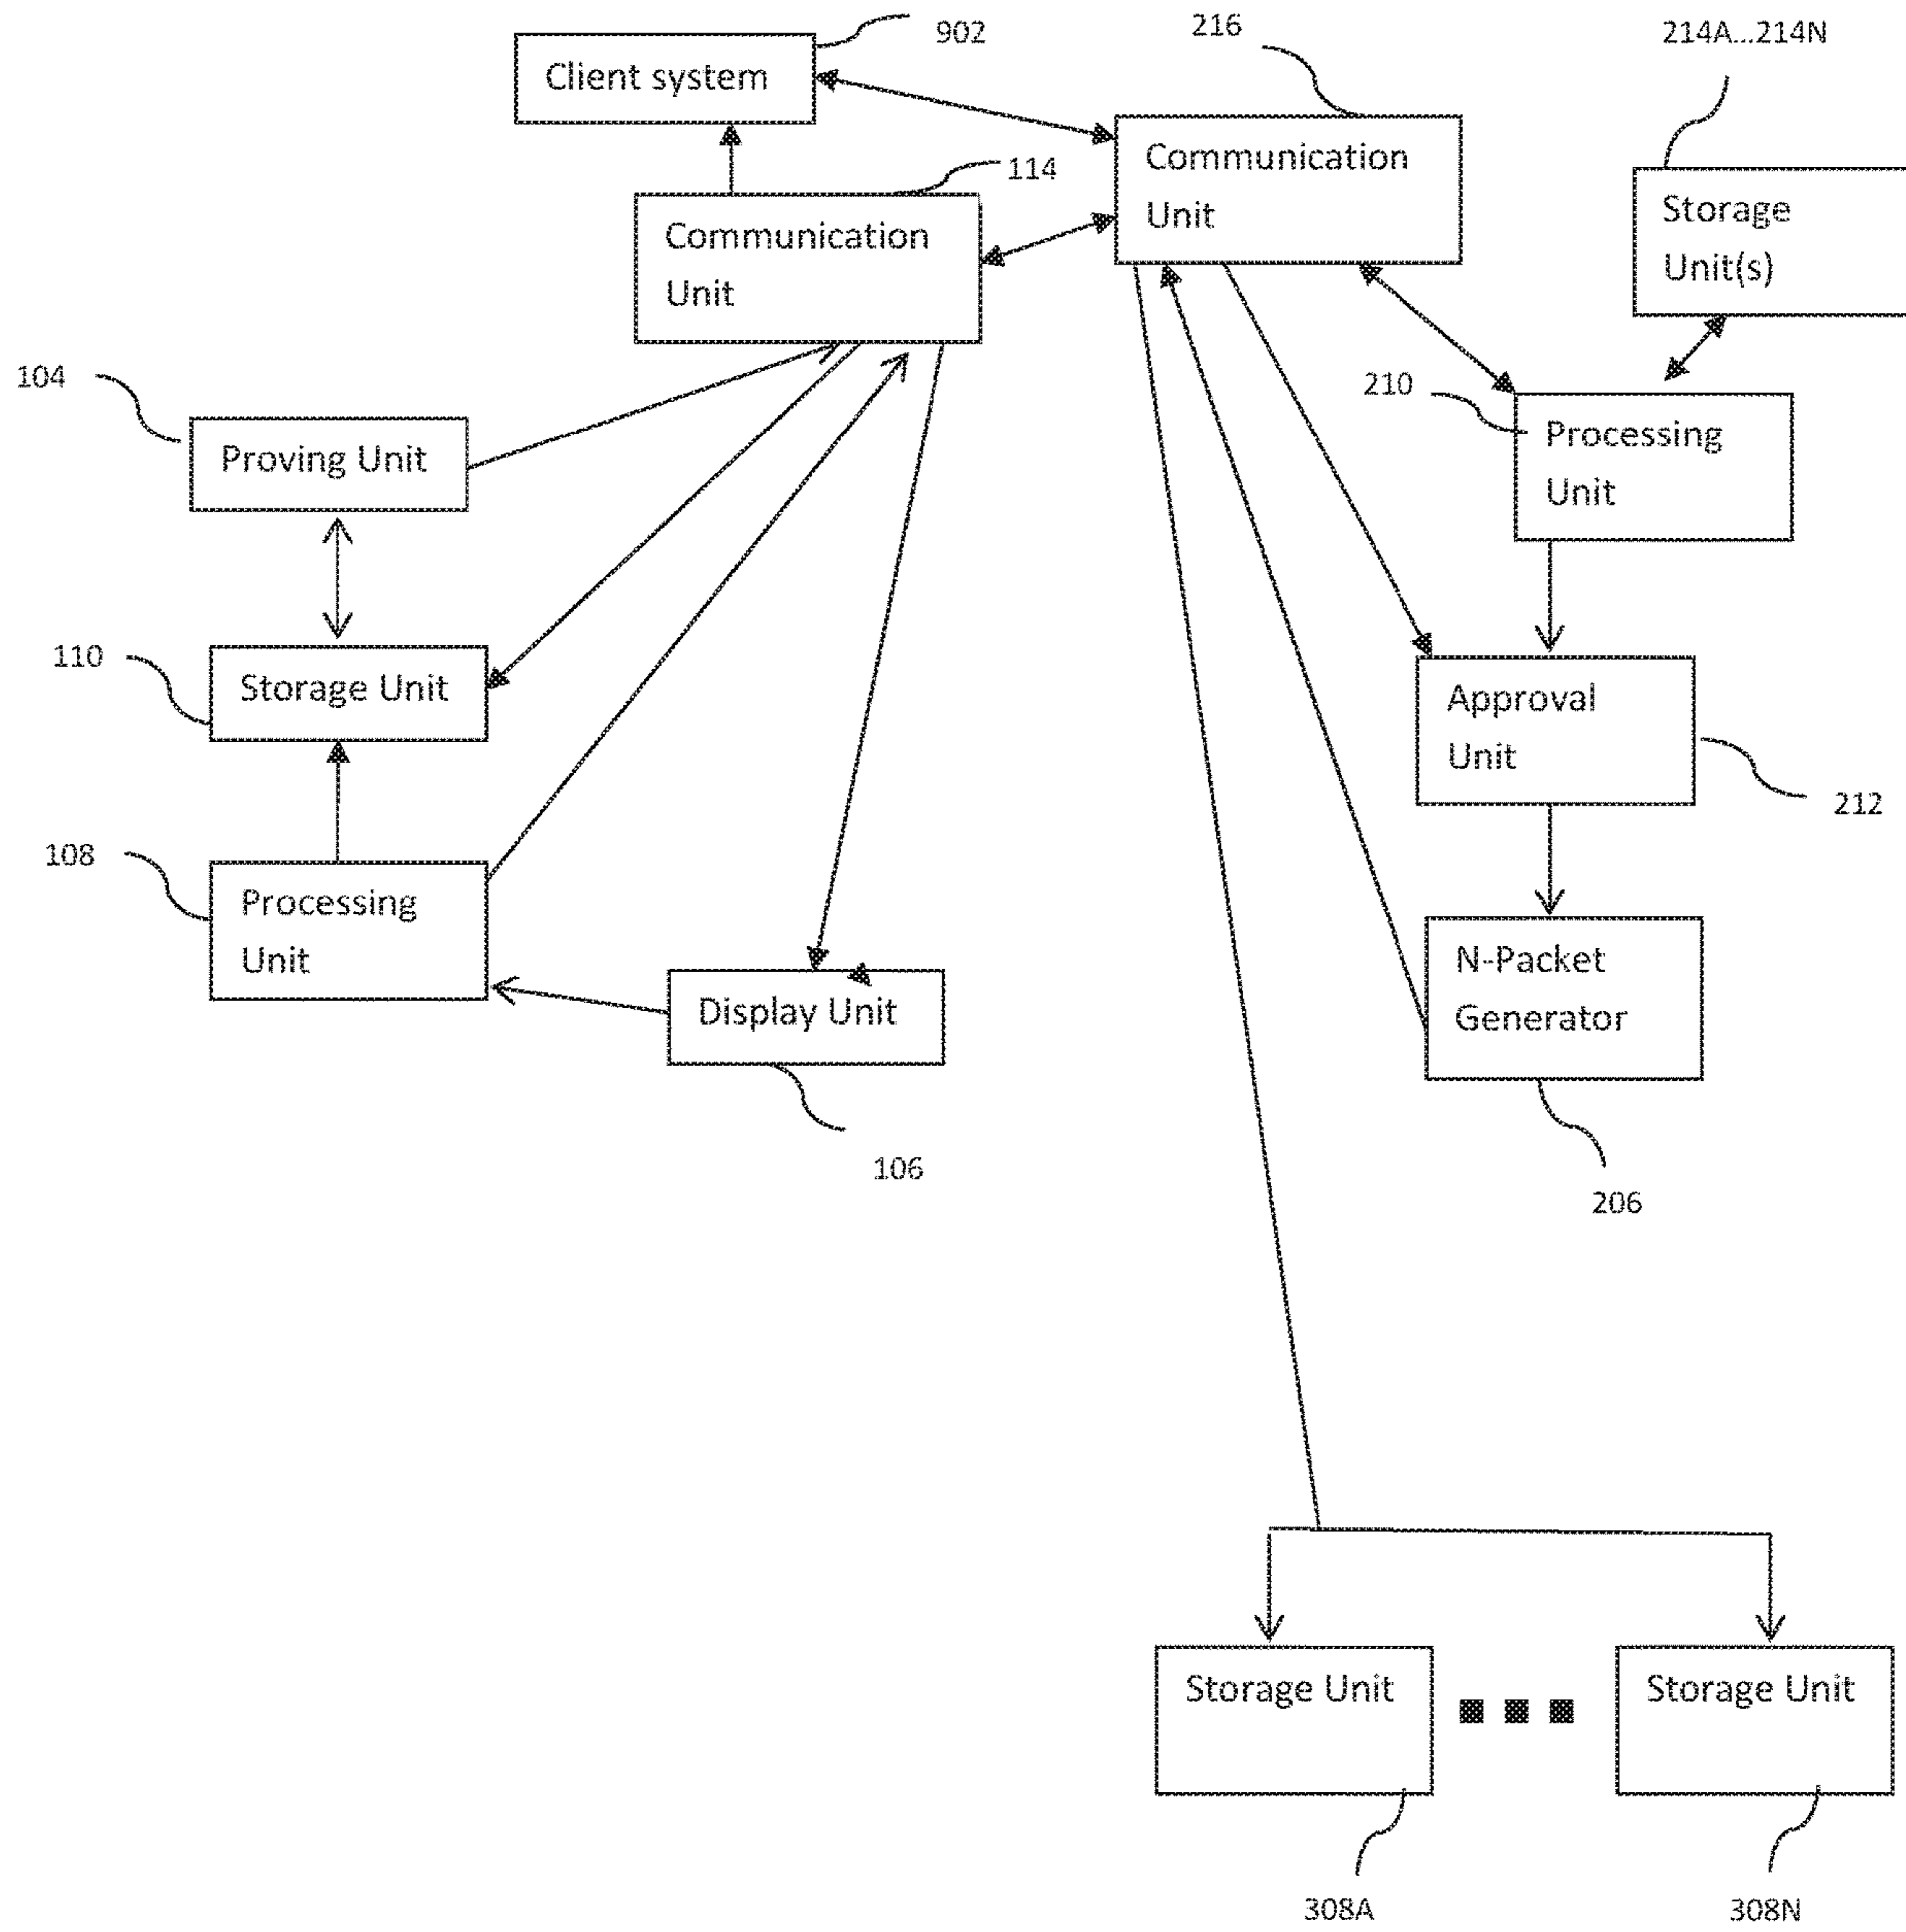 902
216
214A...214N
Client system
114
Communication
Unit
Storage
Unit(s)
Communication
Unit
104
210
Proving Unit
Processing
Unit
110
Storage Unit
Approval
Unit
212
108
Processing
Unit
N-Packet
Generator
Display Unit
106
206
Storage Unit
Storage Unit
308A
308N